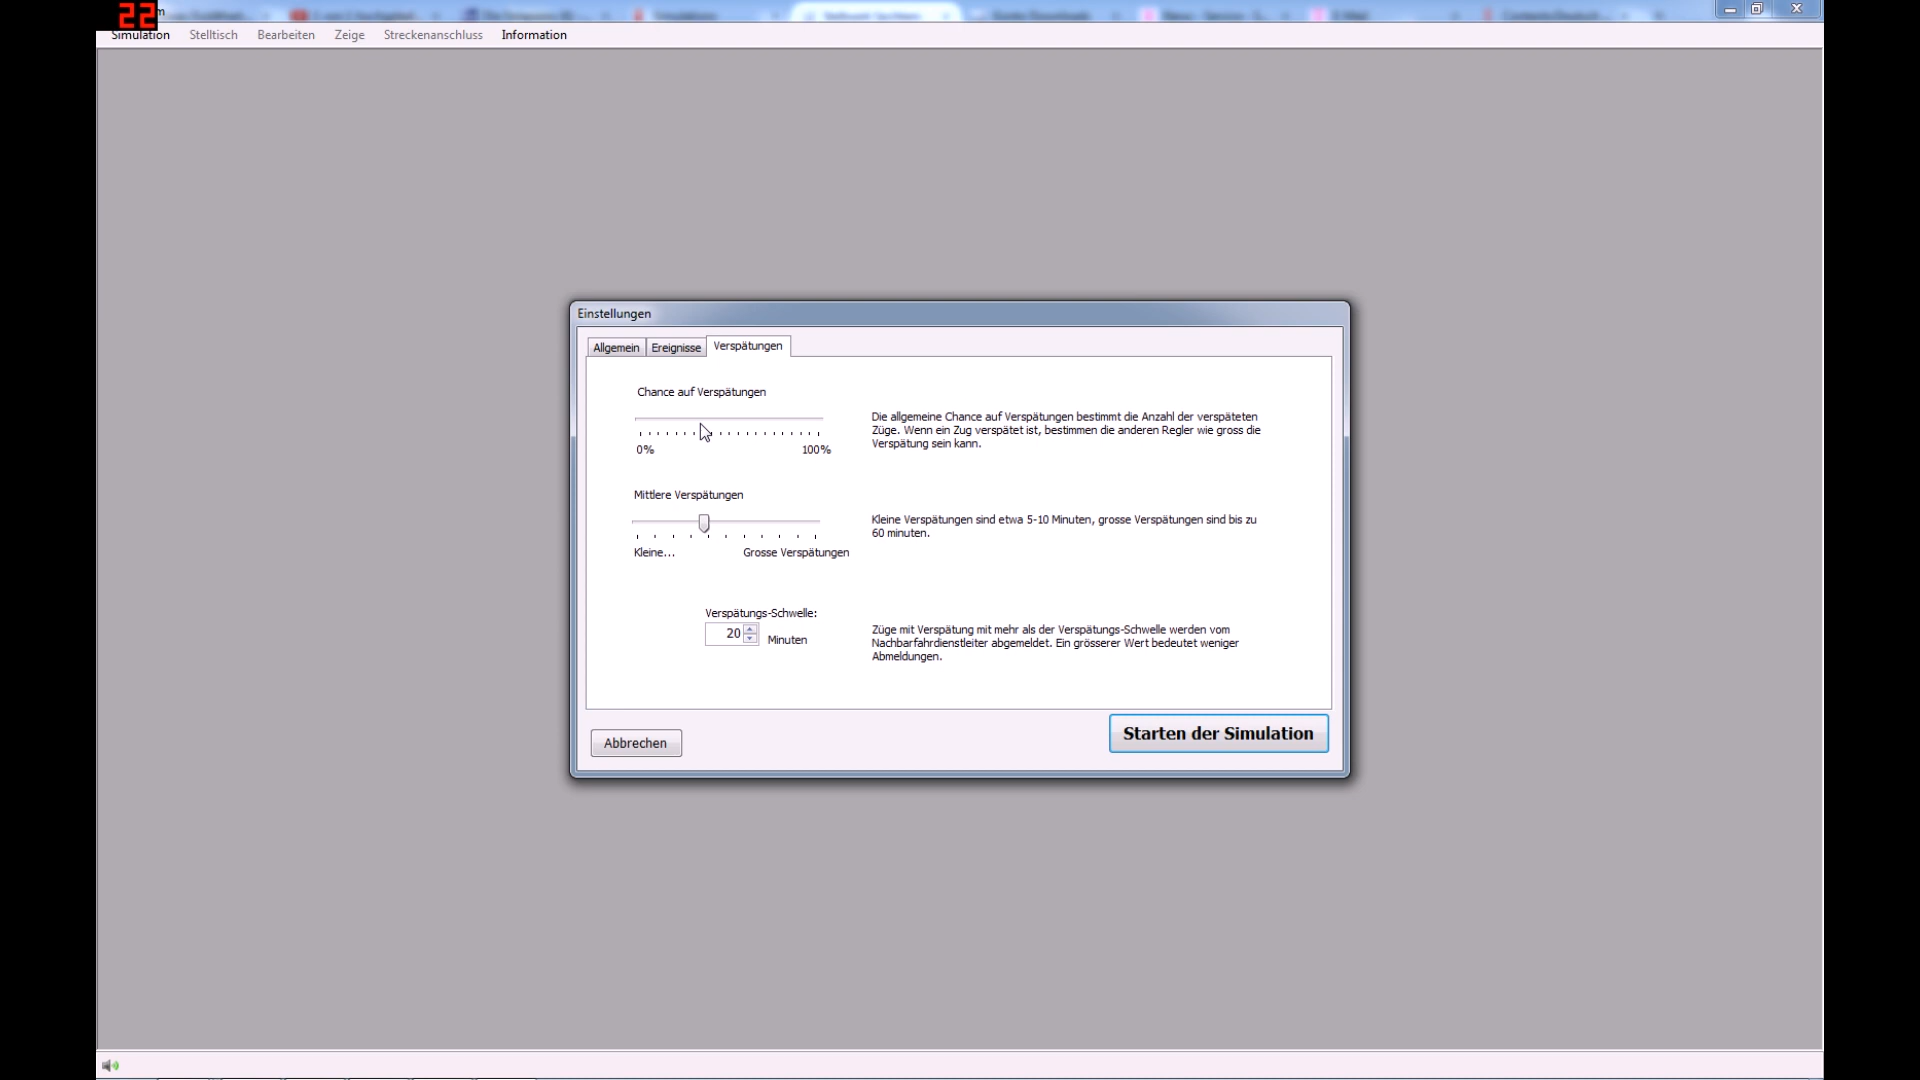 22
m
Simulation Stelltisch Bearbeiten Zeige Streckenanschluss Information
Einstellungen
Allgemein Ereignisse Verspätungen
Chance auf Verspätungen
0% 100%
Die allgemeine Chance auf Verspätungen bestimmt die Anzahl der verspäteten
Züge. Wenn ein Zug verspätet ist, bestimmen die anderen Regler wie gross die
Verspätung sein kann.
Mittlere Verspätungen
Kleine... Grosse Verspätungen
Kleine Verspätungen sind etwa 5-10 Minuten, grosse Verspätungen sind bis zu
60 minuten.
Verspätungs-Schwelle:
20 Minuten
Züge mit Verspätung mit mehr als der Verspätungs-Schwelle werden vom
Nachbarfahrdienstleiter abgemeldet. Ein grösserer Wert bedeutet weniger
Abmeldungen.
Abbrechen
Starten der Simulation